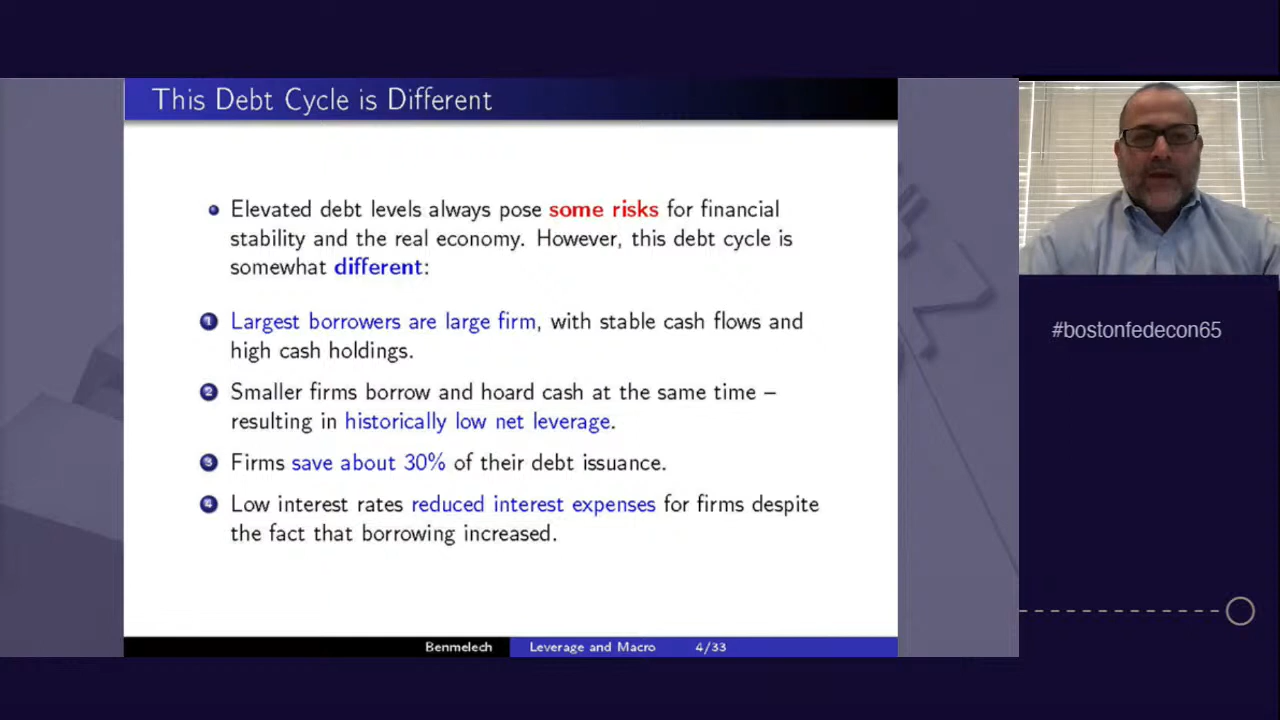 This Debt Cycle is Different
Elevated debt levels always pose some risks for financial
stability and the real economy. However, this debt cycle is
somewhat different:
1 Largest borrowers are large firm, with stable cash flows and
high cash holdings.
2 Smaller firms borrow and hoard cash at the same time –
resulting in historically low net leverage.
3 Firms save about 30% of their debt issuance.
4 Low interest rates reduced interest expenses for firms despite
the fact that borrowing increased.
Benmelech Leverage and Macro 4/33
#bostonfedecon65